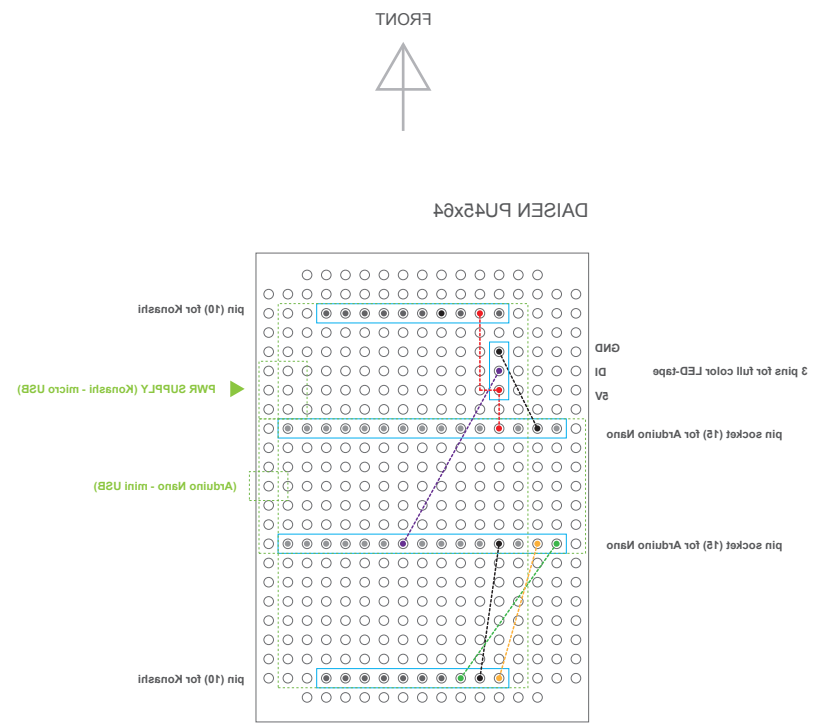 FRONT
DAISEN PU45x64
pin (10) for Konashi
GND
DI
5V
3 pins for full color LED-tape
PWR SUPPLY (Konashi - micro USB)
pin socket (15) for Arduino Nano
(Arduino Nano - mini USB)
pin socket (15) for Arduino Nano
pin (10) for Konashi